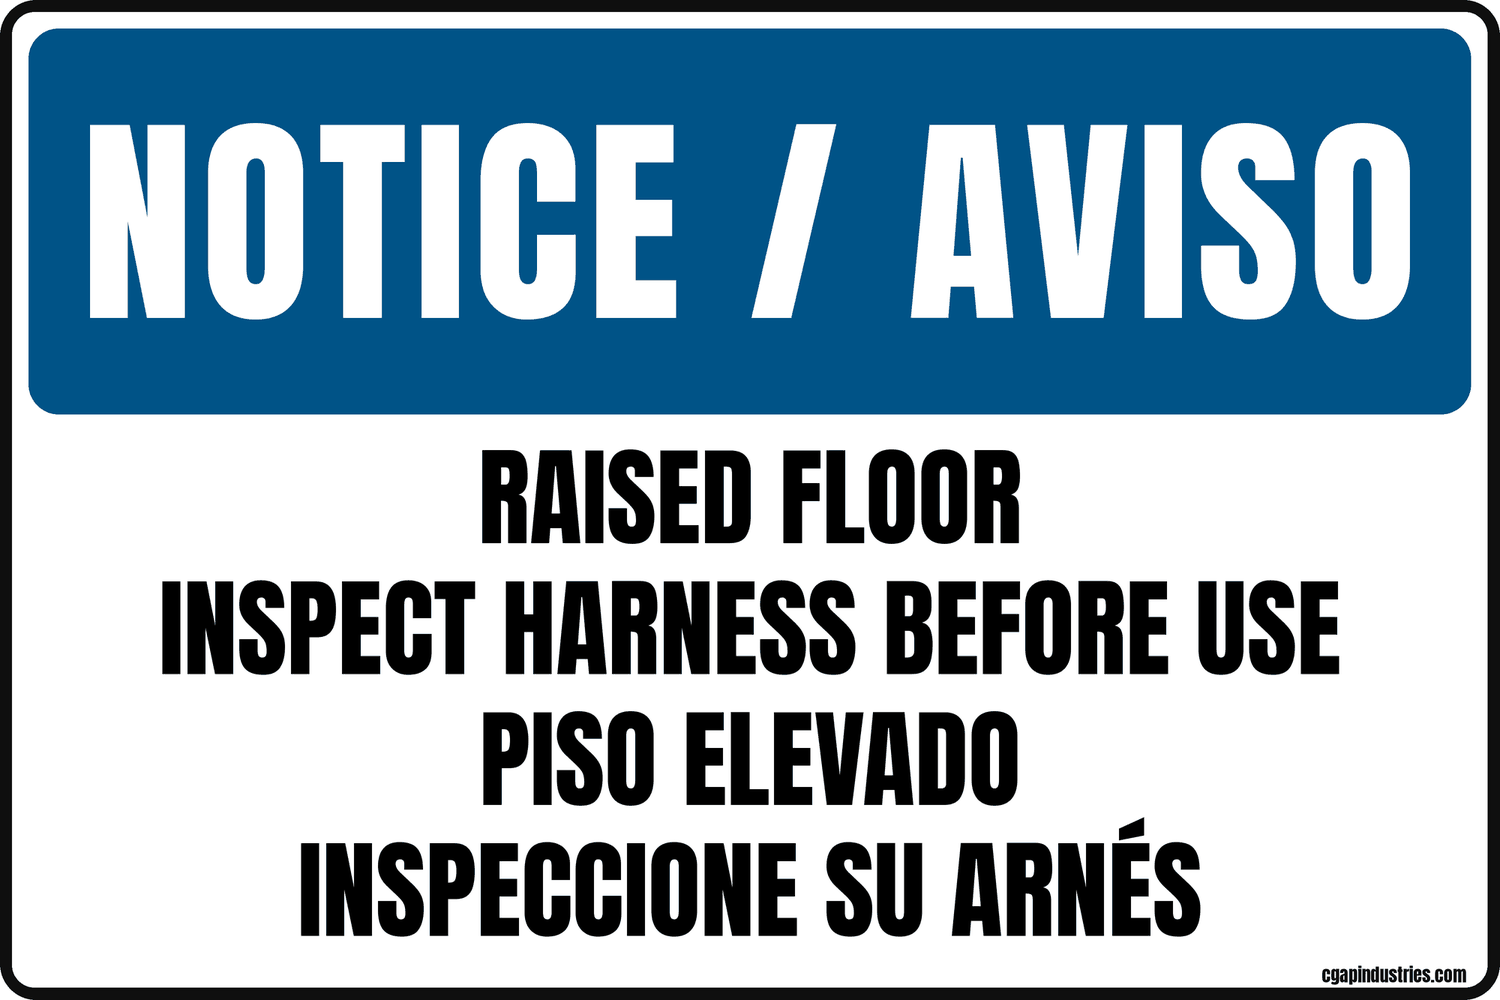 NOTICE / AVISO
RAISED FLOOR
INSPECT HARNESS BEFORE USE
PISO ELEVADO
INSPECCIONE SU ARNÉS
cgapindustries.com